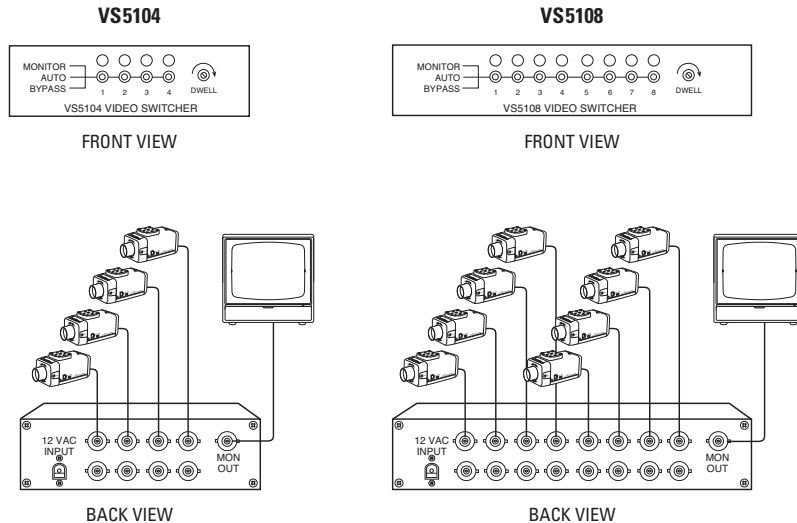 VS5104
MONITOR
AUTO
BYPASS
1 2 3 4
DWELL
VS5104 VIDEO SWITCHER
FRONT VIEW
VS5108
MONITOR
AUTO
BYPASS
1 2 3 4 5 6 7 8
DWELL
VS5108 VIDEO SWITCHER
FRONT VIEW
12 VAC
INPUT
MON
OUT
BACK VIEW
12 VAC
INPUT
MON
OUT
BACK VIEW